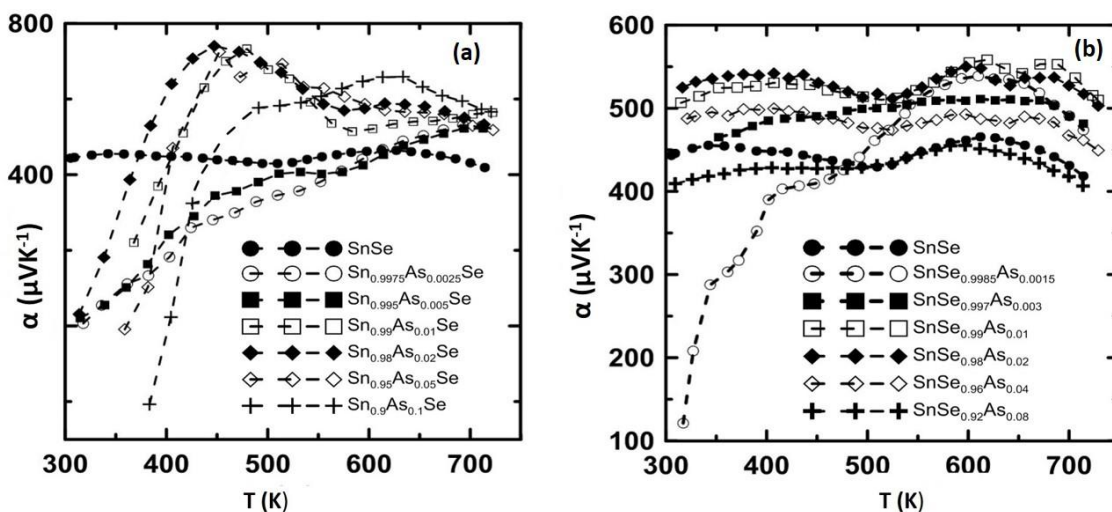 (a)
800
400
α (µVK⁻¹)
300 400 500 600 700
T (K)
SnSe
Sn₀.₉₉₇₅As₀.₀₀₂₅Se
Sn₀.₉₉₅As₀.₀₀₅Se
Sn₀.₉₉As₀.₀₁Se
Sn₀.₉₈As₀.₀₂Se
Sn₀.₉₅As₀.₀₅Se
Sn₀.₉As₀.₁Se
(b)
600
500
400
300
200
100
α (µVK⁻¹)
300 400 500 600 700
T (K)
SnSe
SnSe₀.₉₉₈₅As₀.₀₀₁₅
SnSe₀.₉₉₇As₀.₀₀₃
SnSe₀.₉₉As₀.₀₁
SnSe₀.₉₈As₀.₀₂
SnSe₀.₉₆As₀.₀₄
SnSe₀.₉₂As₀.₀₈